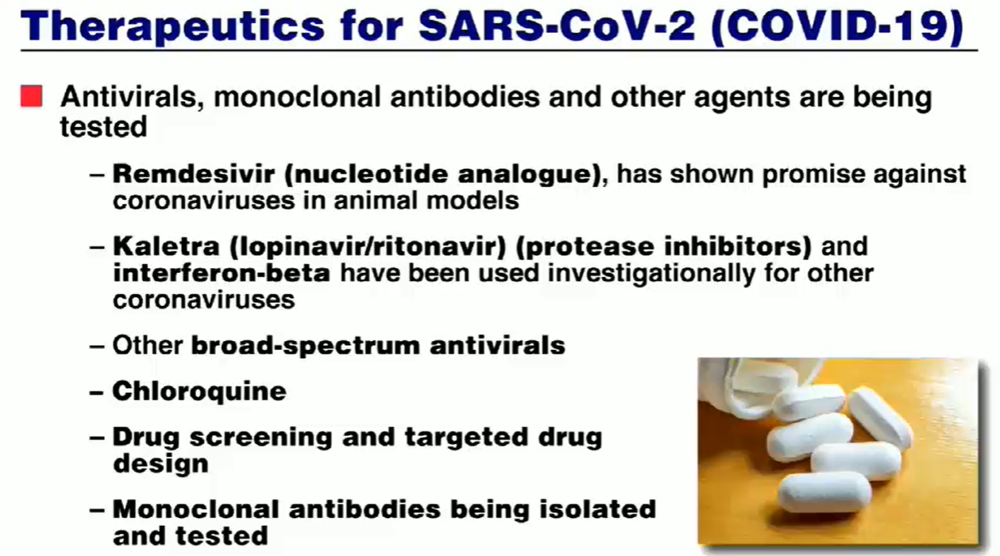 Therapeutics for SARS-CoV-2 (COVID-19)
Antivirals, monoclonal antibodies and other agents are being
tested
– Remdesivir (nucleotide analogue), has shown promise against
coronaviruses in animal models
– Kaletra (lopinavir/ritonavir) (protease inhibitors) and
interferon-beta have been used investigationally for other
coronaviruses
– Other broad-spectrum antivirals
– Chloroquine
– Drug screening and targeted drug
design
– Monoclonal antibodies being isolated
and tested